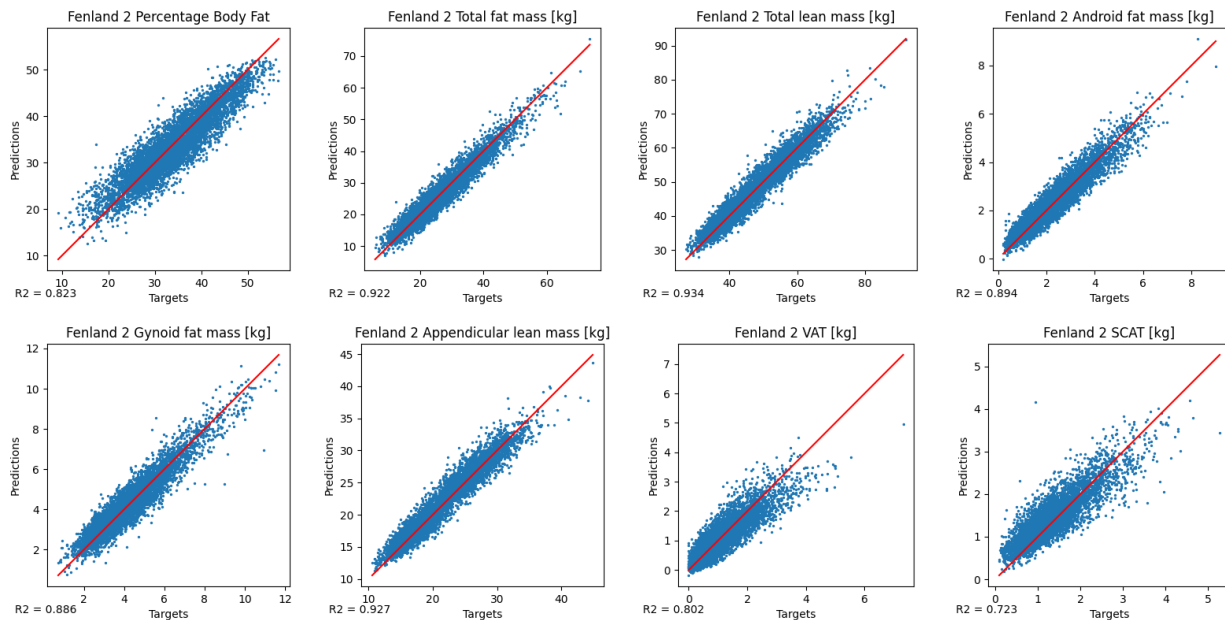 Fenland 2 Percentage Body Fat
Predictions
50
40
30
20
10
10 20 30 40 50
Targets
R2 = 0.823
Fenland 2 Total fat mass [kg]
Predictions
70
60
50
40
30
20
10
20 40 60
Targets
R2 = 0.922
Fenland 2 Total lean mass [kg]
Predictions
90
80
70
60
50
40
30
40 60 80
Targets
R2 = 0.934
Fenland 2 Android fat mass [kg]
Predictions
8
6
4
2
0
0 2 4 6 8
Targets
R2 = 0.894
Fenland 2 Gynoid fat mass [kg]
Predictions
12
10
8
6
4
2
2 4 6 8 10 12
Targets
R2 = 0.886
Fenland 2 Appendicular lean mass [kg]
Predictions
45
40
35
30
25
20
15
10
10 20 30 40
Targets
R2 = 0.927
Fenland 2 VAT [kg]
Predictions
7
6
5
4
3
2
1
0
0 2 4 6
Targets
R2 = 0.802
Fenland 2 SCAT [kg]
Predictions
5
4
3
2
1
0
0 1 2 3 4 5
Targets
R2 = 0.723